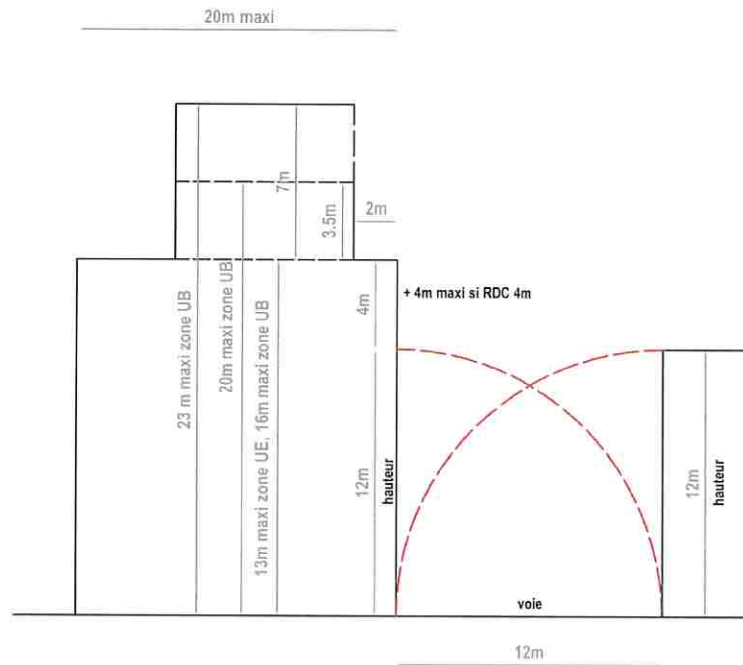 20m maxi
7m
3.5m
2m
23 m maxi zone UB
20m maxi zone UB
13m maxi zone UE, 16m maxi zone UB
4m
+ 4m maxi si RDC 4m
12m
hauteur
12m
hauteur
voie
12m